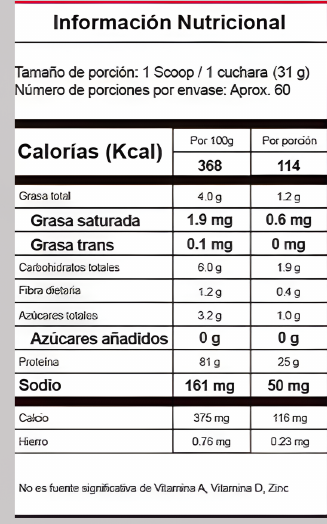 Información Nutricional
Tamaño de porción: 1 Scoop / 1 cuchara (31 g)
Número de porciones por envase: Aprox. 60
Calorías (Kcal) Por 100g Por porción
368 114
Grasa total 4.0 g 1.2 g
Grasa saturada 1.9 mg 0.6 mg
Grasa trans 0.1 mg 0 mg
Carbohidratos totales 6.0 g 1.9 g
Fibra dietaria 1.2 g 0.4 g
Azúcares totales 3.2 g 1.0 g
Azúcares añadidos 0 g 0 g
Proteína 81 g 25 g
Sodio 161 mg 50 mg
Calcio 375 mg 116 mg
Hierro 0.76 mg 0.23 mg
No es fuente significativa de Vitamina A, Vitamina D, Zinc